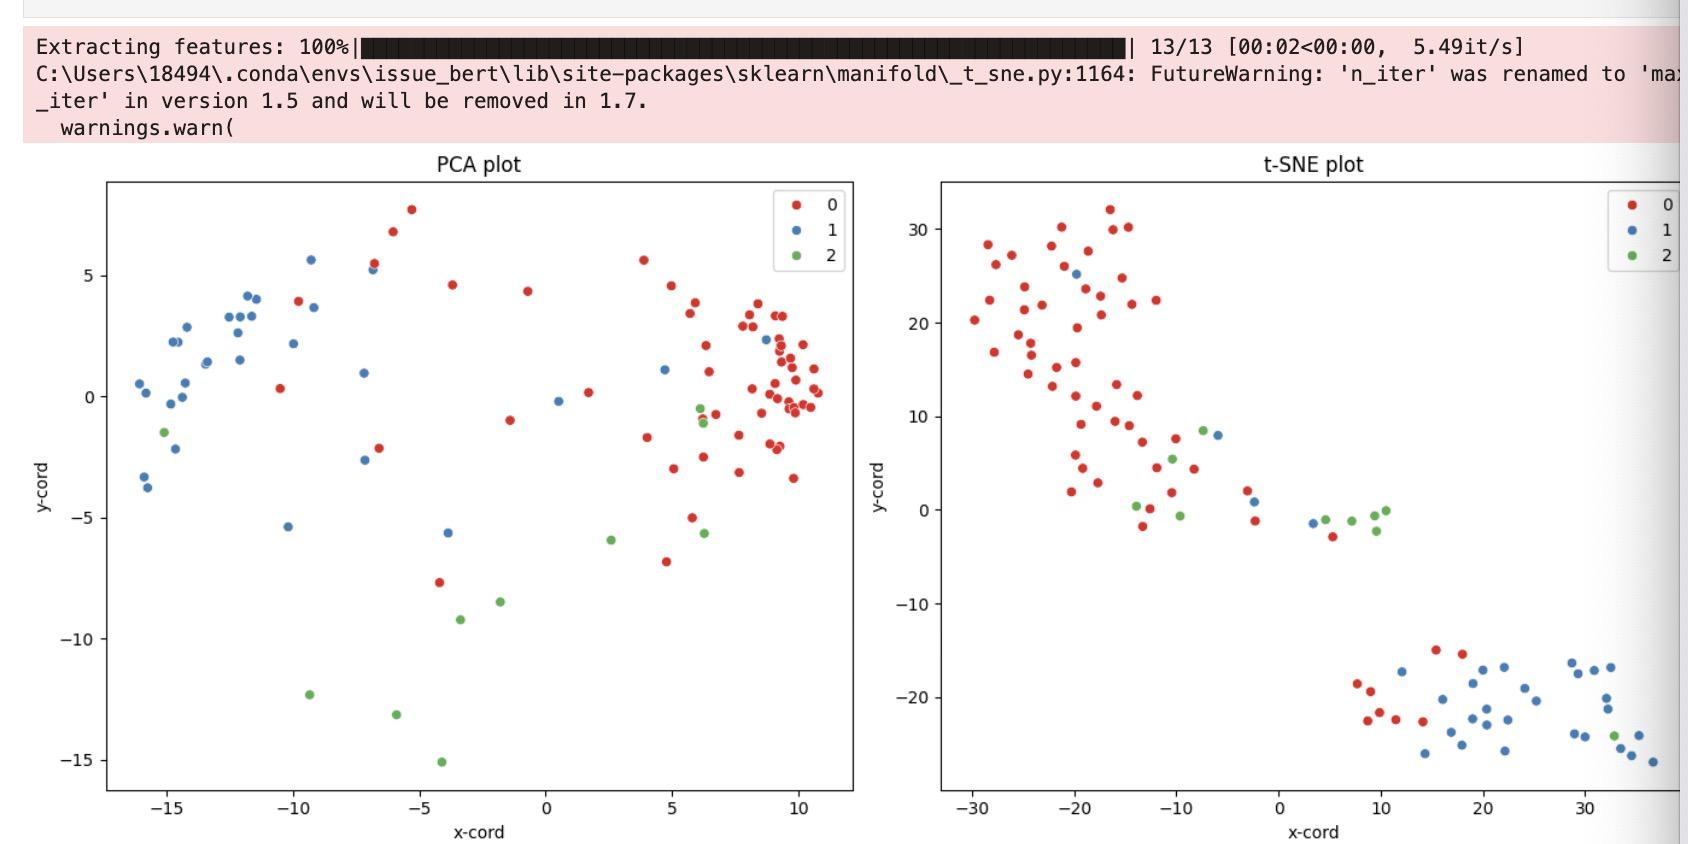 Extracting features: 100%|██████████| 13/13 [00:02<00:00,  5.49it/s]
C:\Users\18494\.conda\envs\issue_bert\lib\site-packages\sklearn\manifold\_t_sne.py:1164: FutureWarning: 'n_iter' was renamed to 'max
_iter' in version 1.5 and will be removed in 1.7.
  warnings.warn(
PCA plot
0
1
2
5
0
−5
−10
−15
y-cord
−15 −10 −5 0 5 10
x-cord
t-SNE plot
0
1
2
30
20
10
0
−10
−20
y-cord
−30 −20 −10 0 10 20 30
x-cord